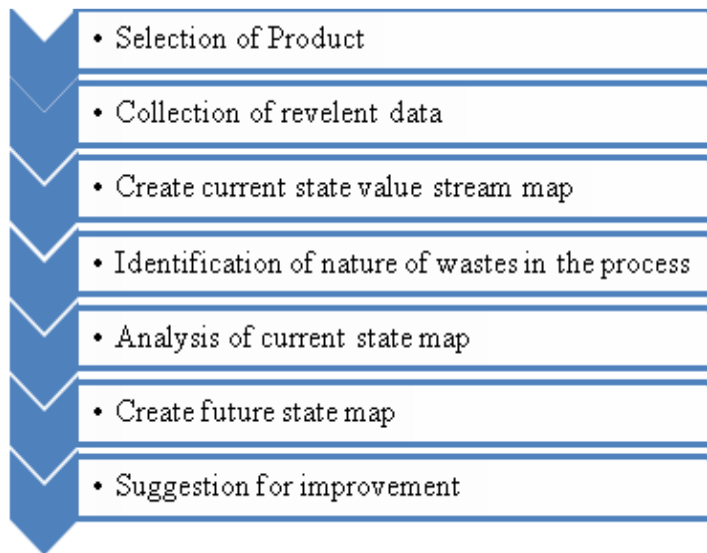 • Selection of Product
• Collection of revelent data
• Create current state value stream map
• Identification of nature of wastes in the process
• Analysis of current state map
• Create future state map
• Suggestion for improvement